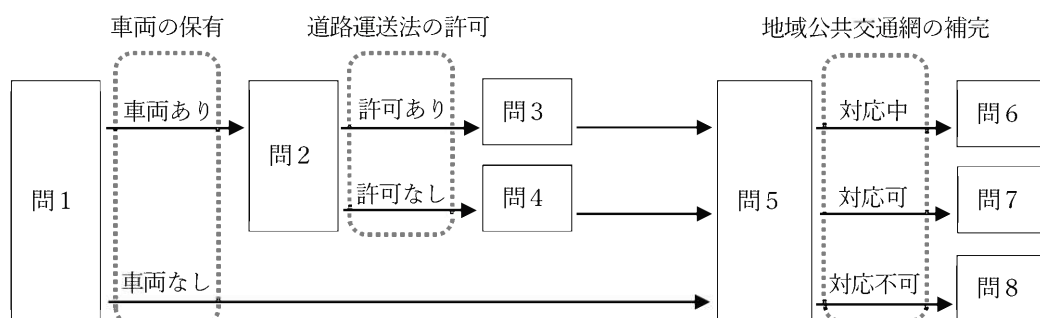 車両の保有
道路運送法の許可
地域公共交通網の補完
問1
車両あり
車両なし
問2
許可あり
許可なし
問3
問4
問5
対応中
対応可
対応不可
問6
問7
問8